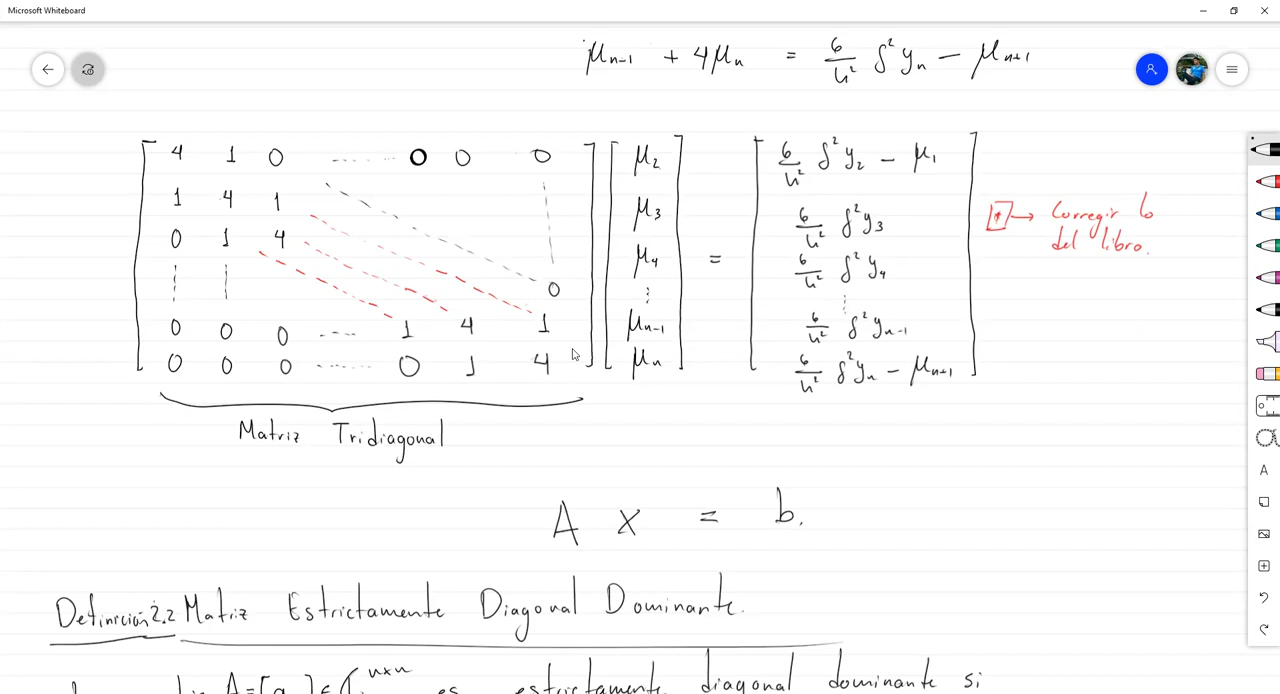 Microsoft Whiteboard
μn-1 + 4μn = 6/h² δ²yn − μn+1
4 1 0 ...... 0 0 0 μ2 6/h² δ²y2 − μ1
1 4 1 μ3 6/h² δ²y3
0 1 4 μ4 = 6/h² δ²y4
⋮ ⋮ 0 ⋮ ⋮
0 0 0 ...... 1 4 1 μn-1 6/h² δ²yn-1
0 0 0 ...... 0 1 4 μn 6/h² δ²yn − μn+1
* → Corregir lo
del libro.
Matriz Tridiagonal
A x = b.
Definición 2.2 Matriz Estrictamente Diagonal Dominante.
es estrictamente diagonal dominante si